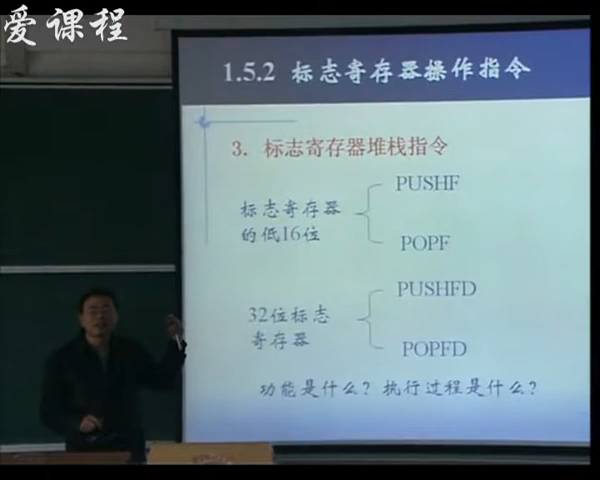 爱课程
1.5.2 标志寄存器操作指令
3. 标志寄存器堆栈指令
标志寄存器
的低16位
PUSHF
POPF
32位标志
寄存器
PUSHFD
POPFD
功能是什么？执行过程是什么？